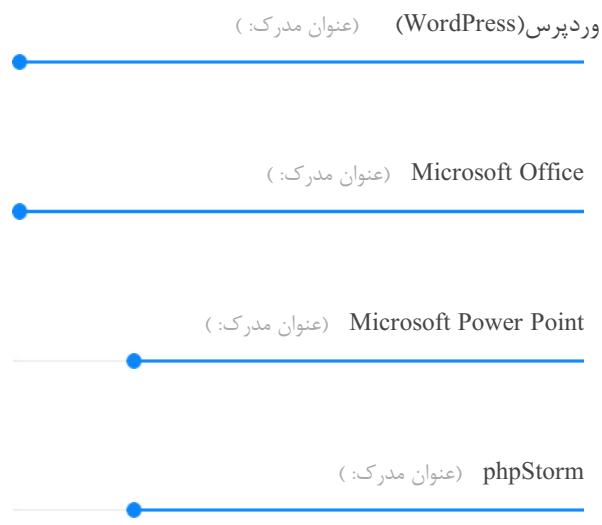 وردپرس(WordPress) (عنوان مدرک: )
Microsoft Office (عنوان مدرک: )
Microsoft Power Point (عنوان مدرک: )
phpStorm (عنوان مدرک: )